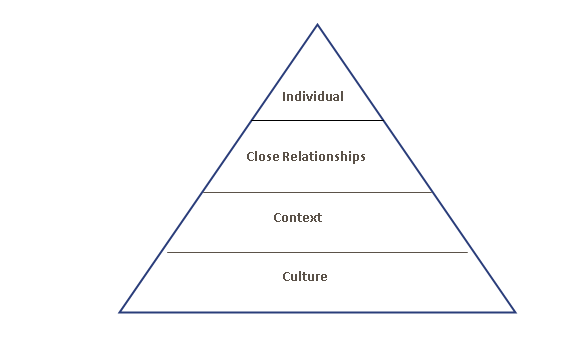 Individual
Close Relationships
Context
Culture